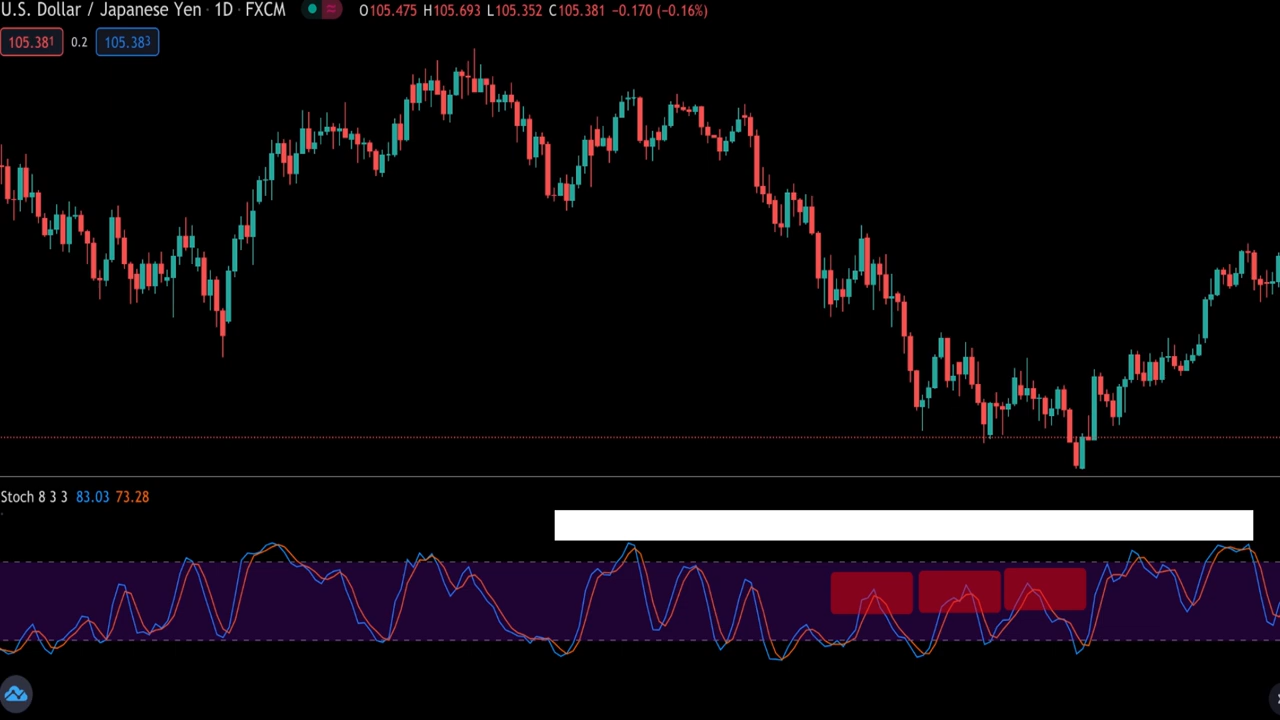 U.S. Dollar / Japanese Yen · 1D · FXCM ≈ O105.475 H105.693 L105.352 C105.381 −0.170 (−0.16%)
105.381 0.2 105.383
Stoch 8 3 3 83.03 73.28